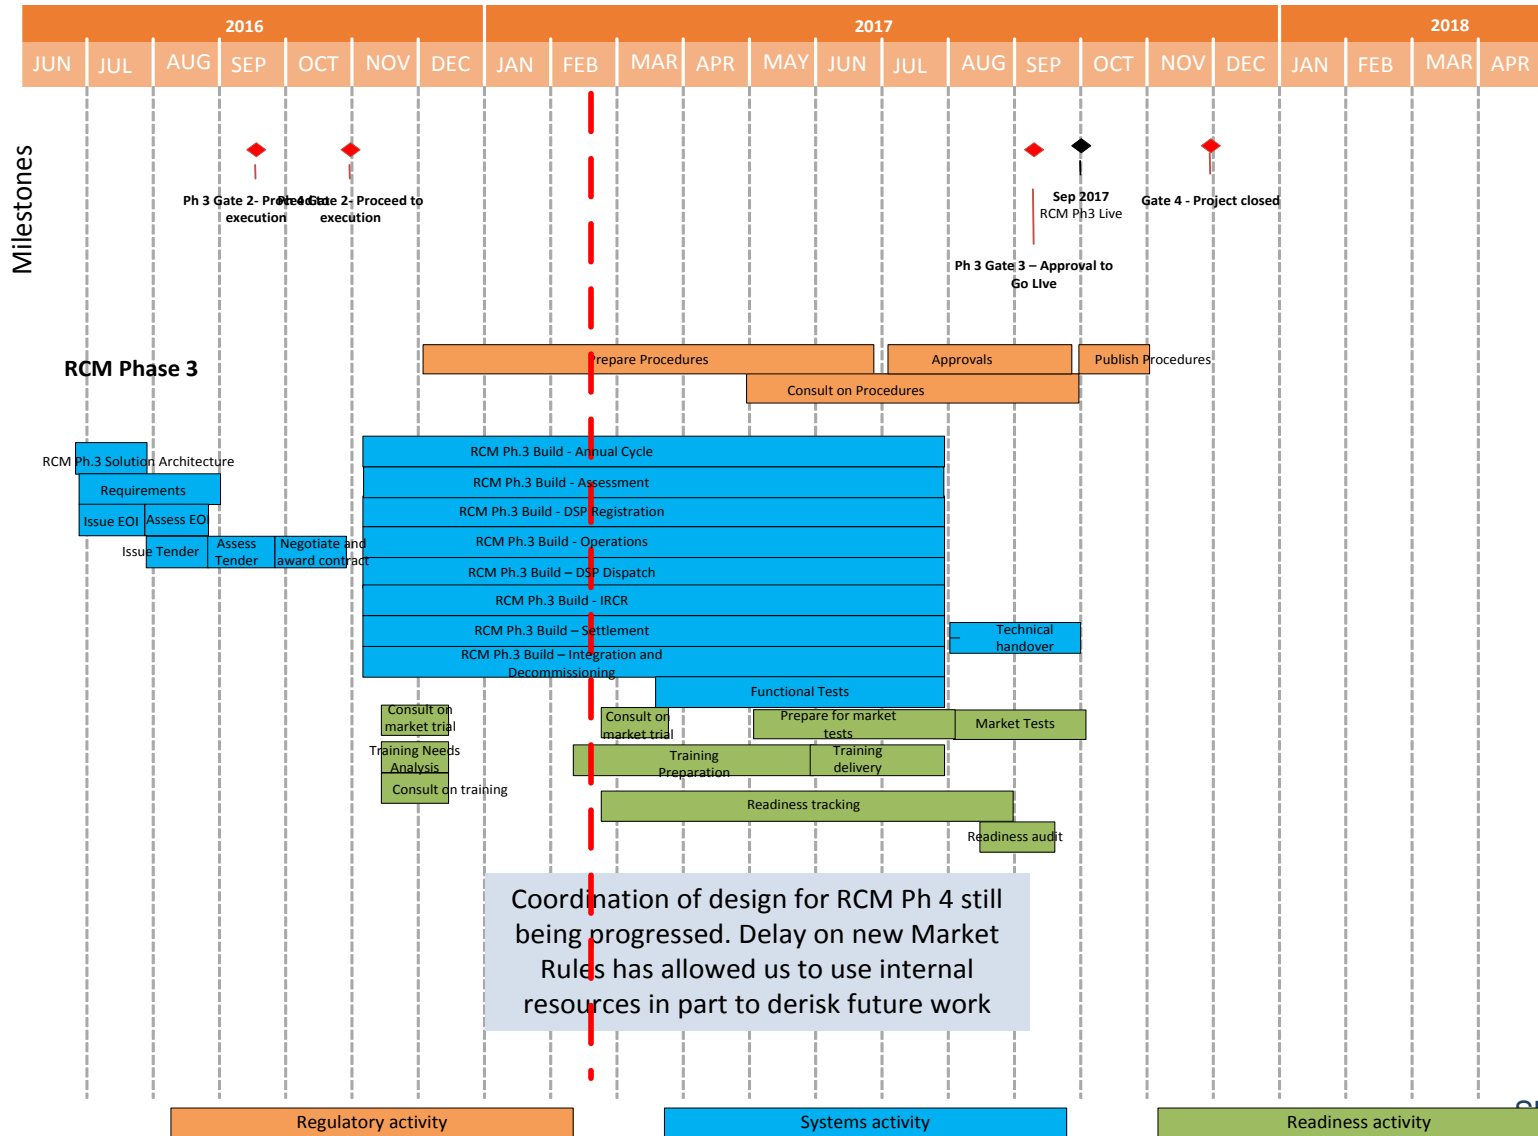 2016
2017
2018
JUN
JUL
AUG
SEP
OCT
NOV
DEC
JAN
FEB
MAR
APR
MAY
JUN
JUL
AUG
SEP
OCT
NOV
DEC
JAN
FEB
MAR
APR
Milestones
Ph 3 Gate 2- Proceed to
execution
Ph 4 Gate 2- Proceed to
execution
Sep 2017
RCM Ph3 Live
Gate 4 - Project closed
Ph 3 Gate 3 – Approval to
Go LIve
RCM Phase 3
Prepare Procedures
Approvals
Publish Procedures
Consult on Procedures
RCM Ph.3 Solution Architecture
Requirements
Issue EOI
Assess EOI
Issue Tender
Assess
Tender
Negotiate and
award contract
RCM Ph.3 Build - Annual Cycle
RCM Ph.3 Build - Assessment
RCM Ph.3 Build - DSP Registration
RCM Ph.3 Build - Operations
RCM Ph.3 Build – DSP Dispatch
RCM Ph.3 Build - IRCR
RCM Ph.3 Build – Settlement
RCM Ph.3 Build – Integration and
Decommissioning
Technical
handover
Functional Tests
Consult on
market trial
Consult on
market trial
Prepare for market
tests
Market Tests
Training Needs
Analysis
Training
Preparation
Training
delivery
Consult on training
Readiness tracking
Readiness audit
Coordination of design for RCM Ph 4 still
being progressed. Delay on new Market
Rules has allowed us to use internal
resources in part to derisk future work
Regulatory activity
Systems activity
Readiness activity